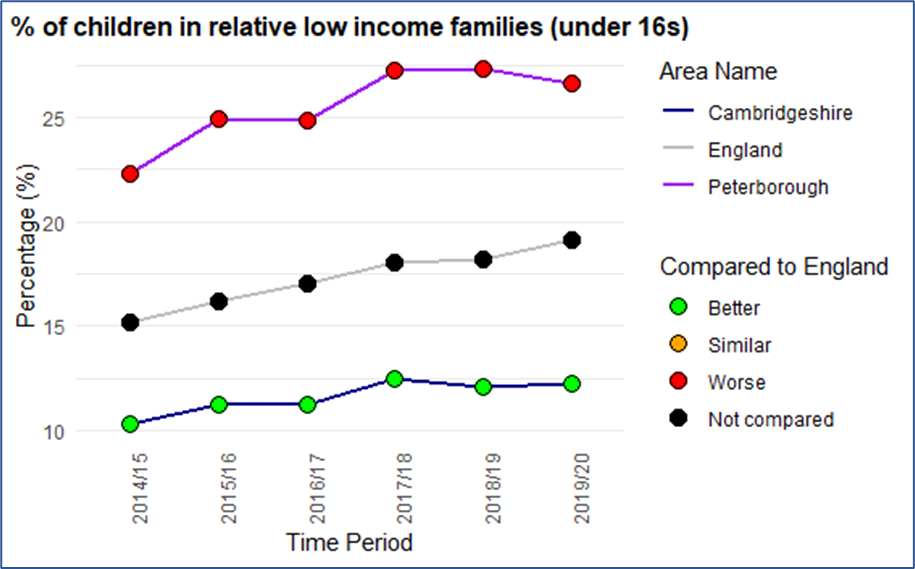 % of children in relative low income families (under 16s)
Percentage (%)
25
20
15
10
2014/15
2015/16
2016/17
2017/18
2018/19
2019/20
Time Period
Area Name
Cambridgeshire
England
Peterborough
Compared to England
Better
Similar
Worse
Not compared